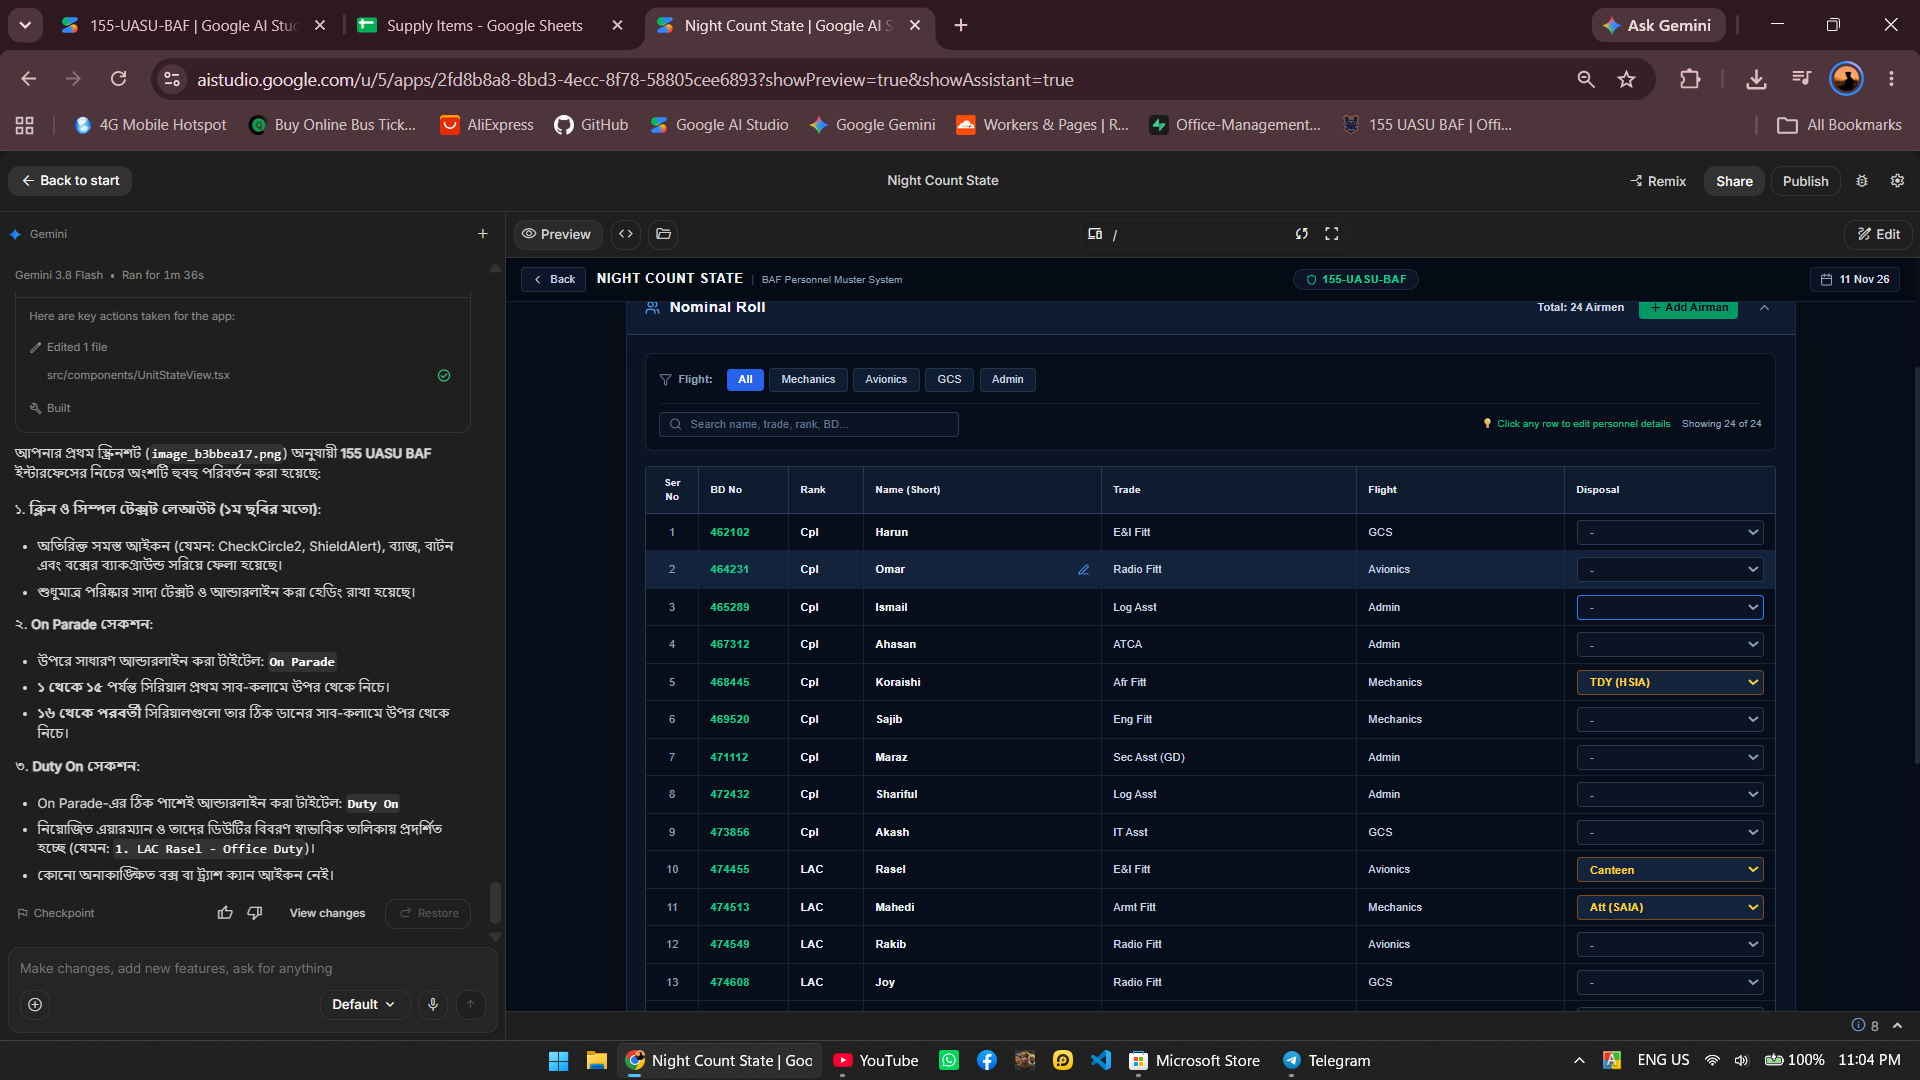 155-UASU-BAF | Google AI Stuc
Supply Items - Google Sheets
Night Count State | Google AI S
Ask Gemini
aistudio.google.com/u/5/apps/2fd8b8a8-8bd3-4ecc-8f78-58805cee6893?showPreview=true&showAssistant=true
4G Mobile Hotspot
Buy Online Bus Tick...
AliExpress
GitHub
Google AI Studio
Google Gemini
Workers & Pages | R...
Office-Management...
155 UASU BAF | Offi...
All Bookmarks
Back to start
Night Count State
Remix
Share
Publish
Gemini
Preview
/
Edit
Gemini 3.8 Flash • Ran for 1m 36s
Here are key actions taken for the app:
Edited 1 file
src/components/UnitStateView.tsx
Built
আপনার প্রথম স্ক্রিনশট (image_b3bbea17.png) অনুযায়ী 155 UASU BAF
ইন্টারফেসের নিচের অংশটি হুবহু পরিবর্তন করা হয়েছে:
১. ক্লিন ও সিম্পল টেক্সট লেআউট (১ম ছবির মতো):
• অতিরিক্ত সমস্ত আইকন (যেমন: CheckCircle2, ShieldAlert), ব্যাজ, বাটন
এবং বক্সের ব্যাকগ্রাউন্ড সরিয়ে ফেলা হয়েছে।
• শুধুমাত্র পরিষ্কার সাদা টেক্সট ও আন্ডারলাইন করা হেডিং রাখা হয়েছে।
২. On Parade সেকশন:
• উপরে সাধারণ আন্ডারলাইন করা টাইটেল: On Parade
• ১ থেকে ১৫ পর্যন্ত সিরিয়াল প্রথম সাব-কলামে উপর থেকে নিচে।
• ১৬ থেকে পরবর্তী সিরিয়ালগুলো তার ঠিক ডানের সাব-কলামে উপর থেকে
নিচে।
৩. Duty On সেকশন:
• On Parade-এর ঠিক পাশেই আন্ডারলাইন করা টাইটেল: Duty On
• নিয়োজিত এয়ারম্যান ও তাদের ডিউটির বিবরণ স্বাভাবিক তালিকায় প্রদর্শিত
হচ্ছে (যেমন: 1. LAC Rasel - Office Duty)।
• কোনো অনাকাঙ্ক্ষিত বক্স বা ট্র্যাশ ক্যান আইকন নেই।
Checkpoint
View changes
Restore
Make changes, add new features, ask for anything
Default
Back
NIGHT COUNT STATE | BAF Personnel Muster System
155-UASU-BAF
11 Nov 26
Nominal Roll
Total: 24 Airmen
+ Add Airman
Flight: All Mechanics Avionics GCS Admin
Search name, trade, rank, BD...
Click any row to edit personnel details
Showing 24 of 24
Ser No BD No Rank Name (Short) Trade Flight Disposal
1 462102 Cpl Harun E&I Fitt GCS -
2 464231 Cpl Omar Radio Fitt Avionics -
3 465289 Cpl Ismail Log Asst Admin -
4 467312 Cpl Ahasan ATCA Admin -
5 468445 Cpl Koraishi Afr Fitt Mechanics TDY (HSIA)
6 469520 Cpl Sajib Eng Fitt Mechanics -
7 471112 Cpl Maraz Sec Asst (GD) Admin -
8 472432 Cpl Shariful Log Asst Admin -
9 473856 Cpl Akash IT Asst GCS -
10 474455 LAC Rasel E&I Fitt Avionics Canteen
11 474513 LAC Mahedi Armt Fitt Mechanics Att (SAIA)
12 474549 LAC Rakib Radio Fitt Avionics -
13 474608 LAC Joy Radio Fitt GCS -
8
Night Count State | Goo
YouTube
Microsoft Store
Telegram
ENG US
100%
11:04 PM